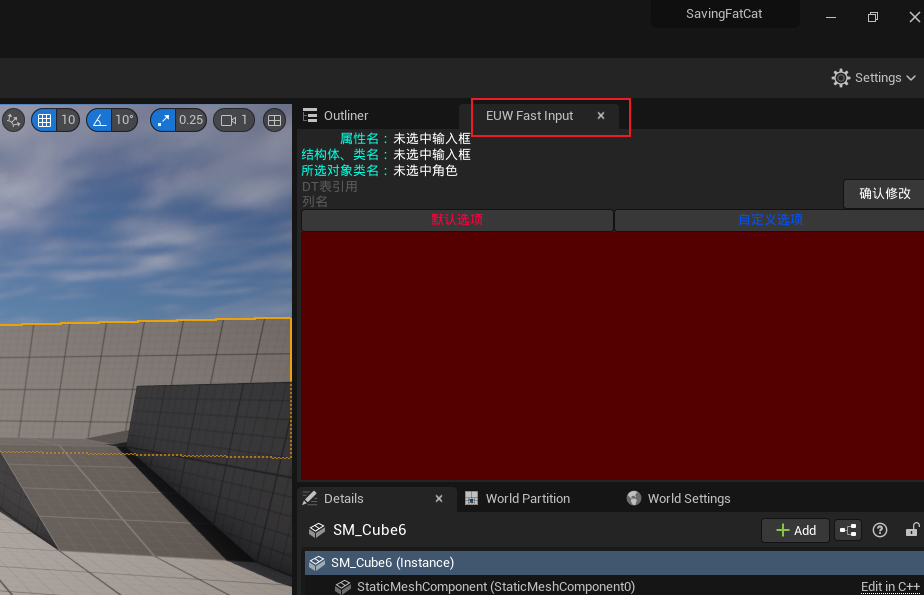 SavingFatCat
Settings
10
10°
0.25
1
Outliner
EUW Fast Input
属性名： 未选中输入框
结构体、类名： 未选中输入框
所选对象类名： 未选中角色
DT表引用
列名
确认修改
默认选项
自定义选项
Details
World Partition
World Settings
SM_Cube6
Add
SM_Cube6 (Instance)
StaticMeshComponent (StaticMeshComponent0)
Edit in C++